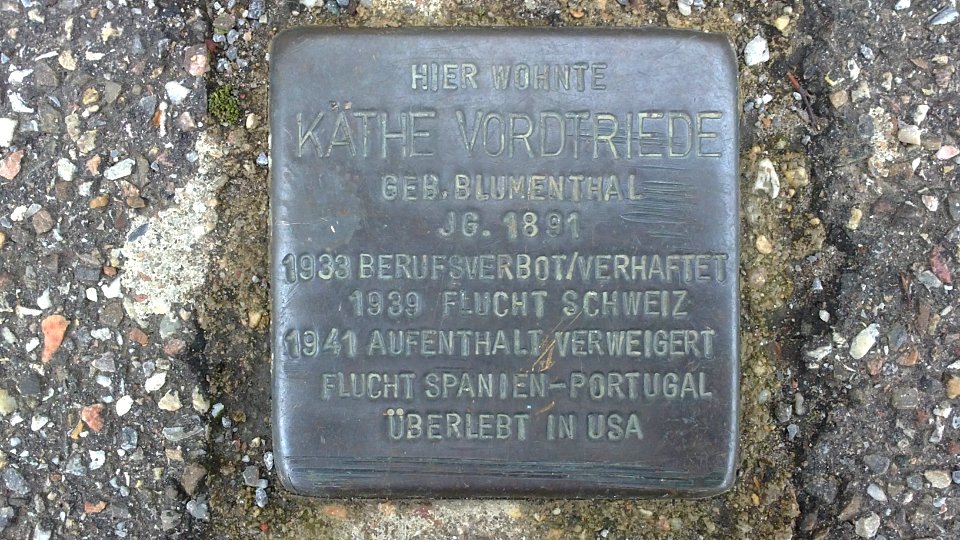 HIER WOHNTE
KÄTHE VORDTRIEDE
GEB. BLUMENTHAL
JG. 1891
1933 BERUFSVERBOT/VERHAFTET
1939 FLUCHT SCHWEIZ
1941 AUFENTHALT VERWEIGERT
FLUCHT SPANIEN-PORTUGAL
ÜBERLEBT IN USA